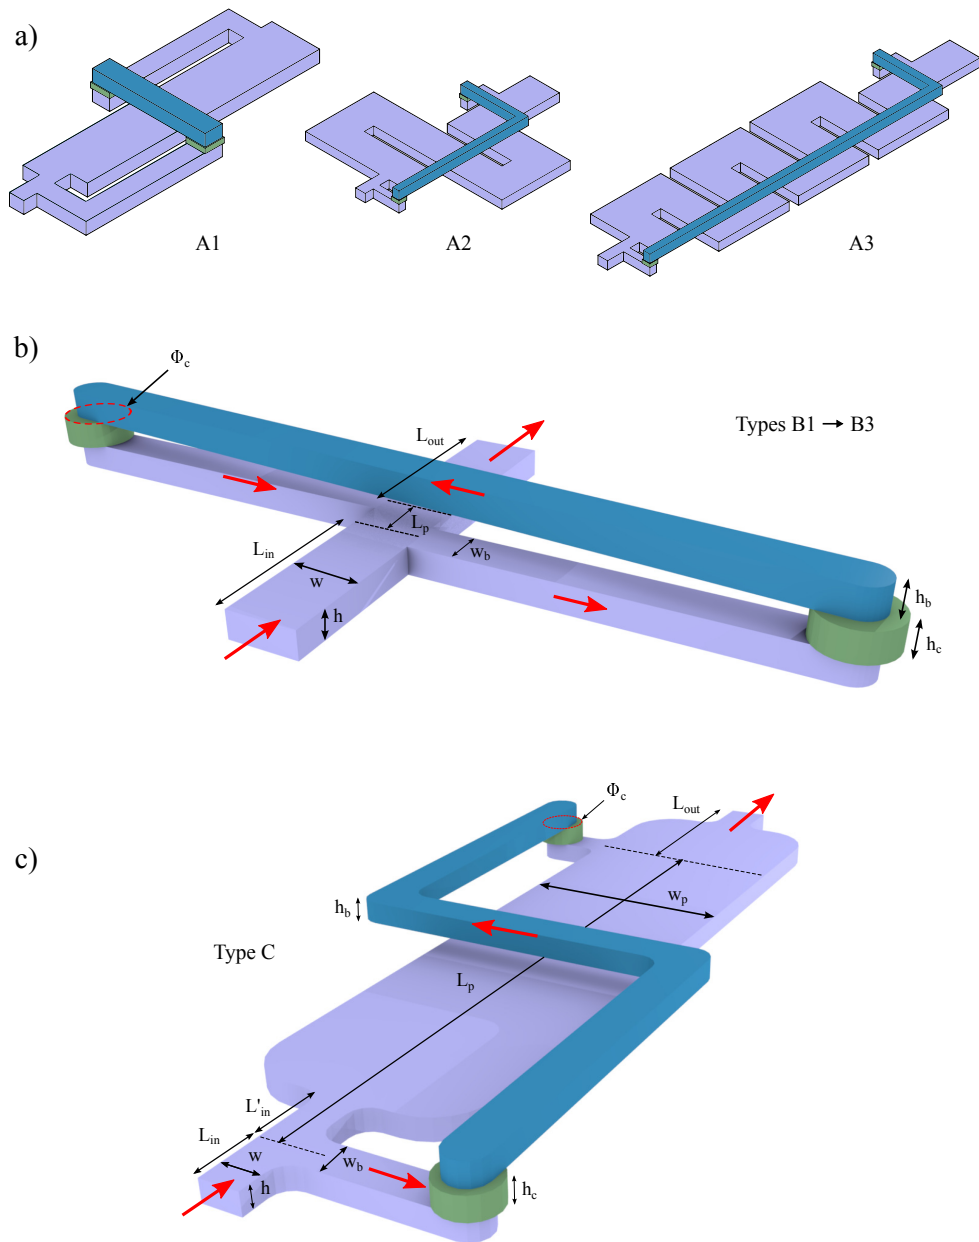 a)
A1
A2
A3
b)
Φc
Types B1 → B3
Lout
Lp
Lin
wb
w
h
hb
hc
c)
Φc
Lout
wp
hb
Type C
Lp
L'in
Lin
w
wb
h
hc